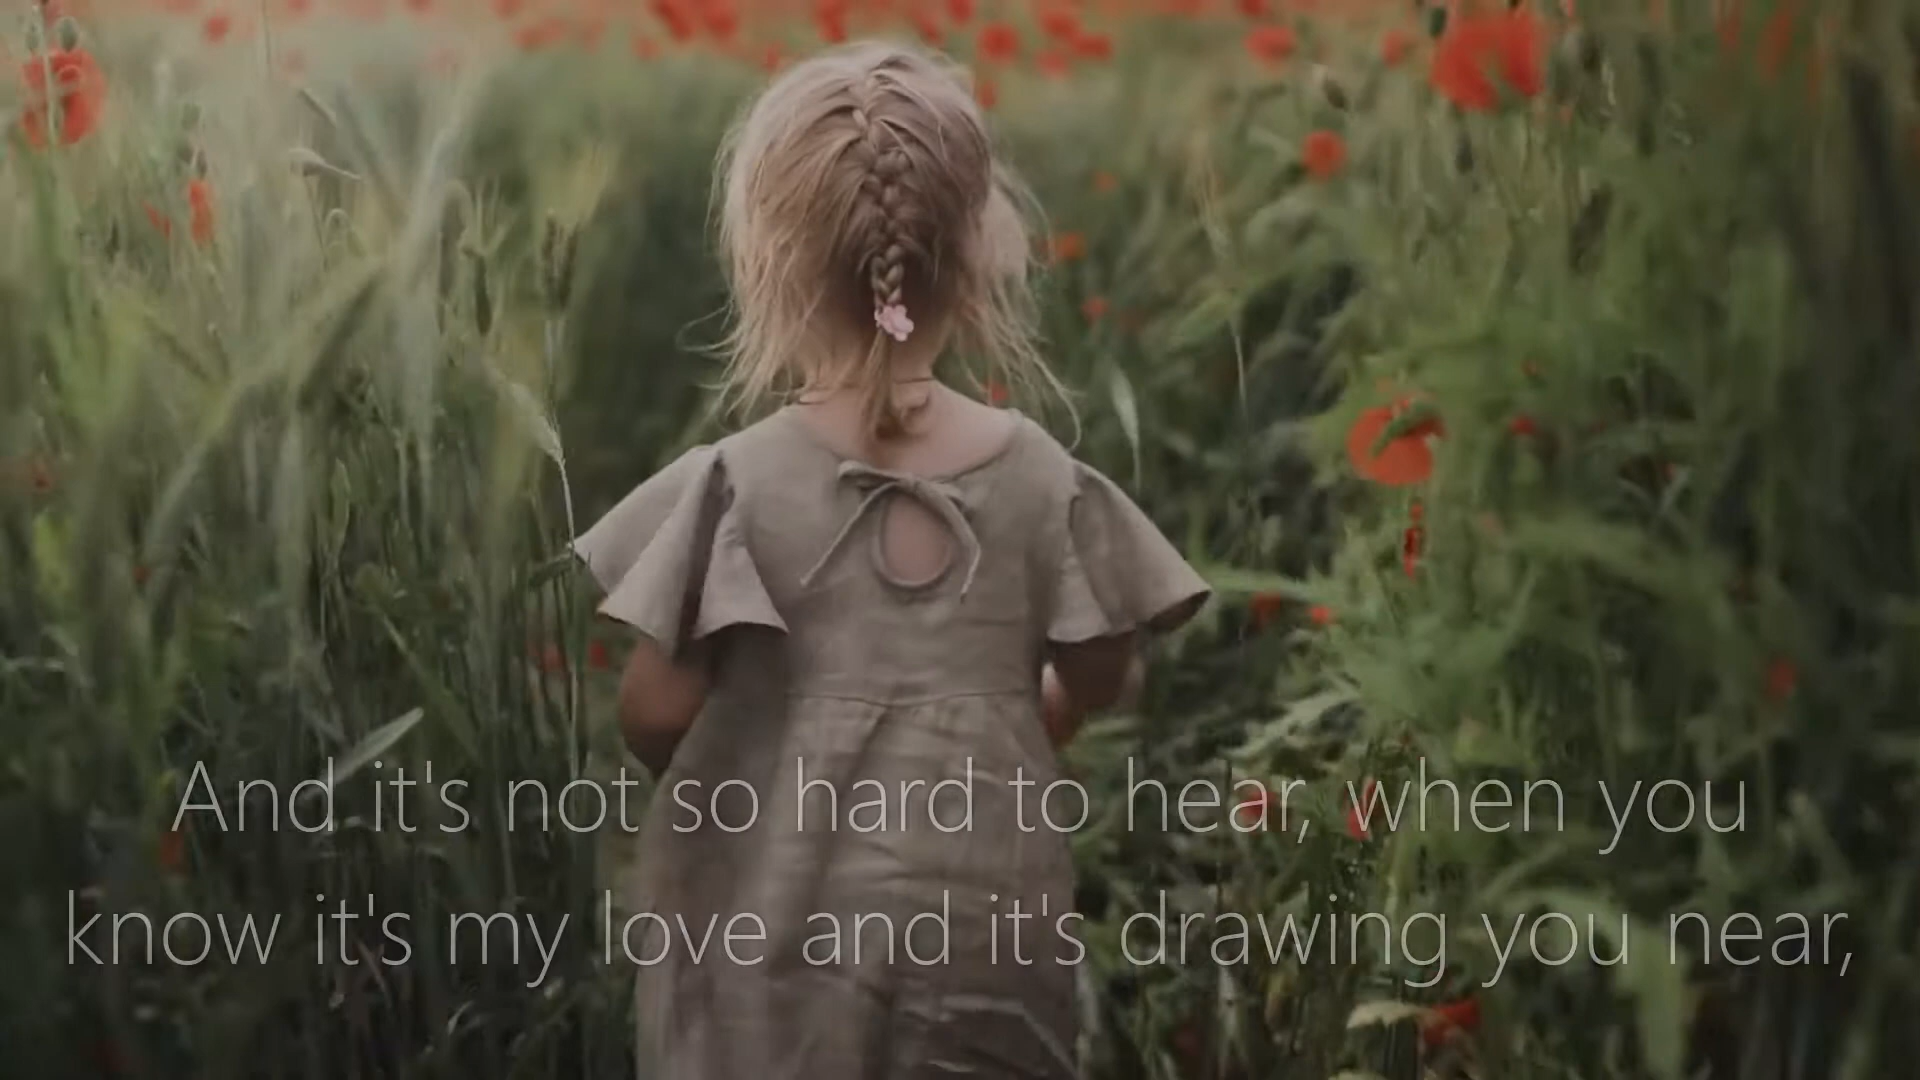 And it's not so hard to hear, when you
know it's my love and it's drawing you near,